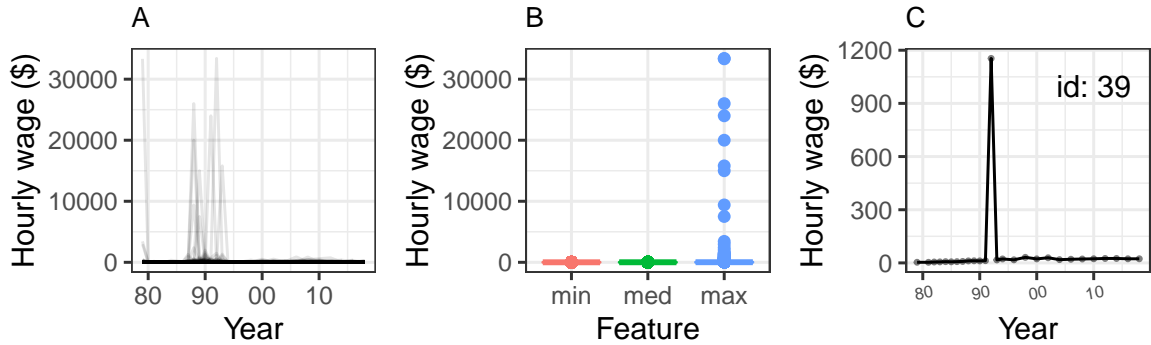 A
Hourly wage ($)
30000
20000
10000
0
80 90 00 10
Year
B
Hourly wage ($)
30000
20000
10000
0
min med max
Feature
C
Hourly wage ($)
1200
900
600
300
0
id: 39
80 90 00 10
Year